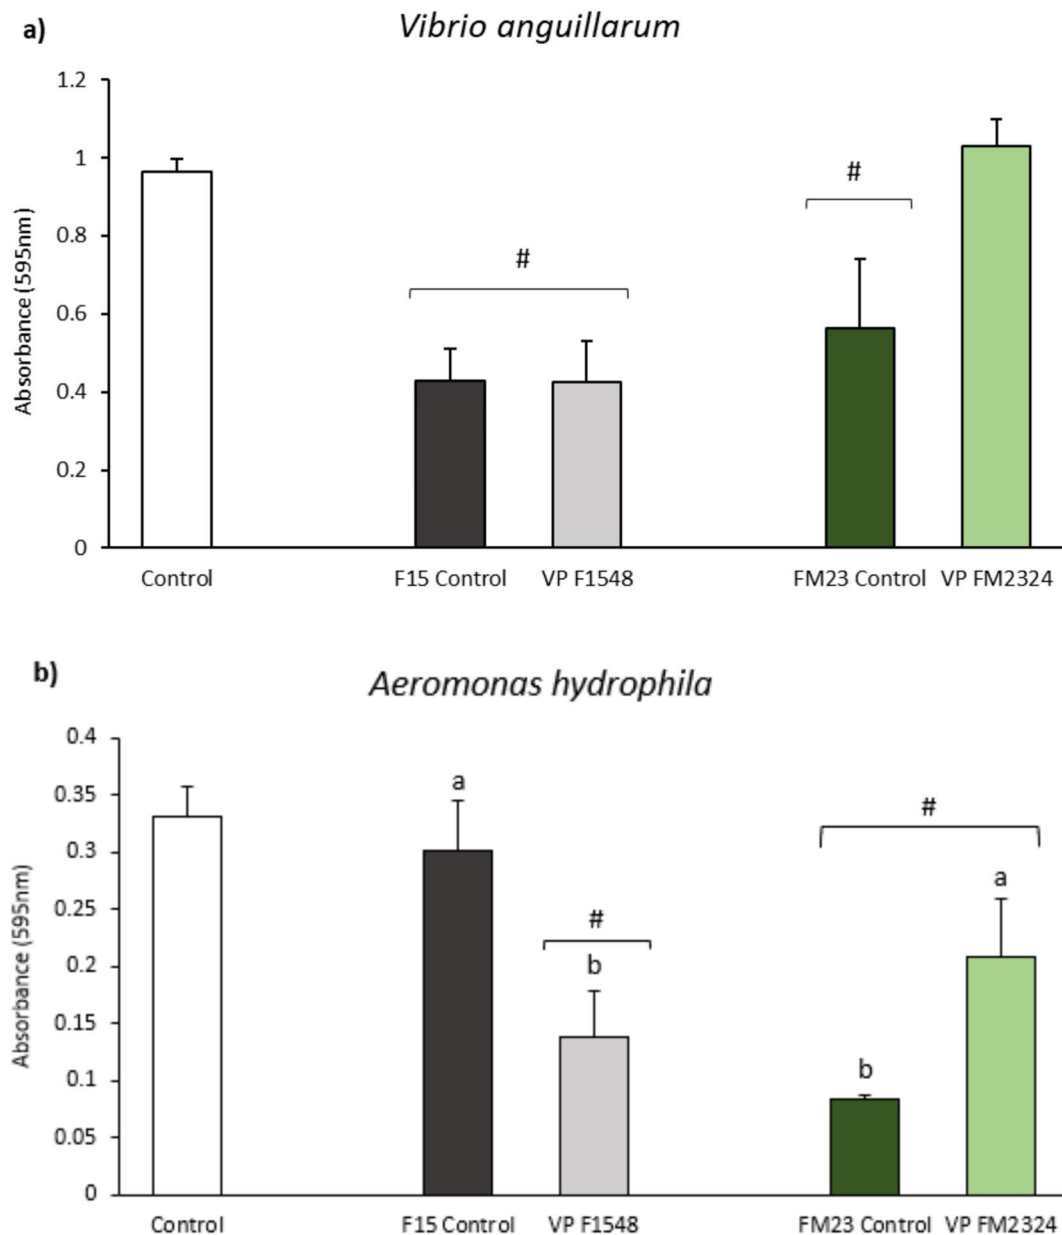 a)
Vibrio anguillarum
Absorbance (595nm)
1.2
1
0.8
0.6
0.4
0.2
0
#
#
Control
F15 Control
VP F1548
FM23 Control
VP FM2324
b)
Aeromonas hydrophila
Absorbance (595nm)
0.4
0.35
0.3
0.25
0.2
0.15
0.1
0.05
0
a
#
b
#
a
b
Control
F15 Control
VP F1548
FM23 Control
VP FM2324